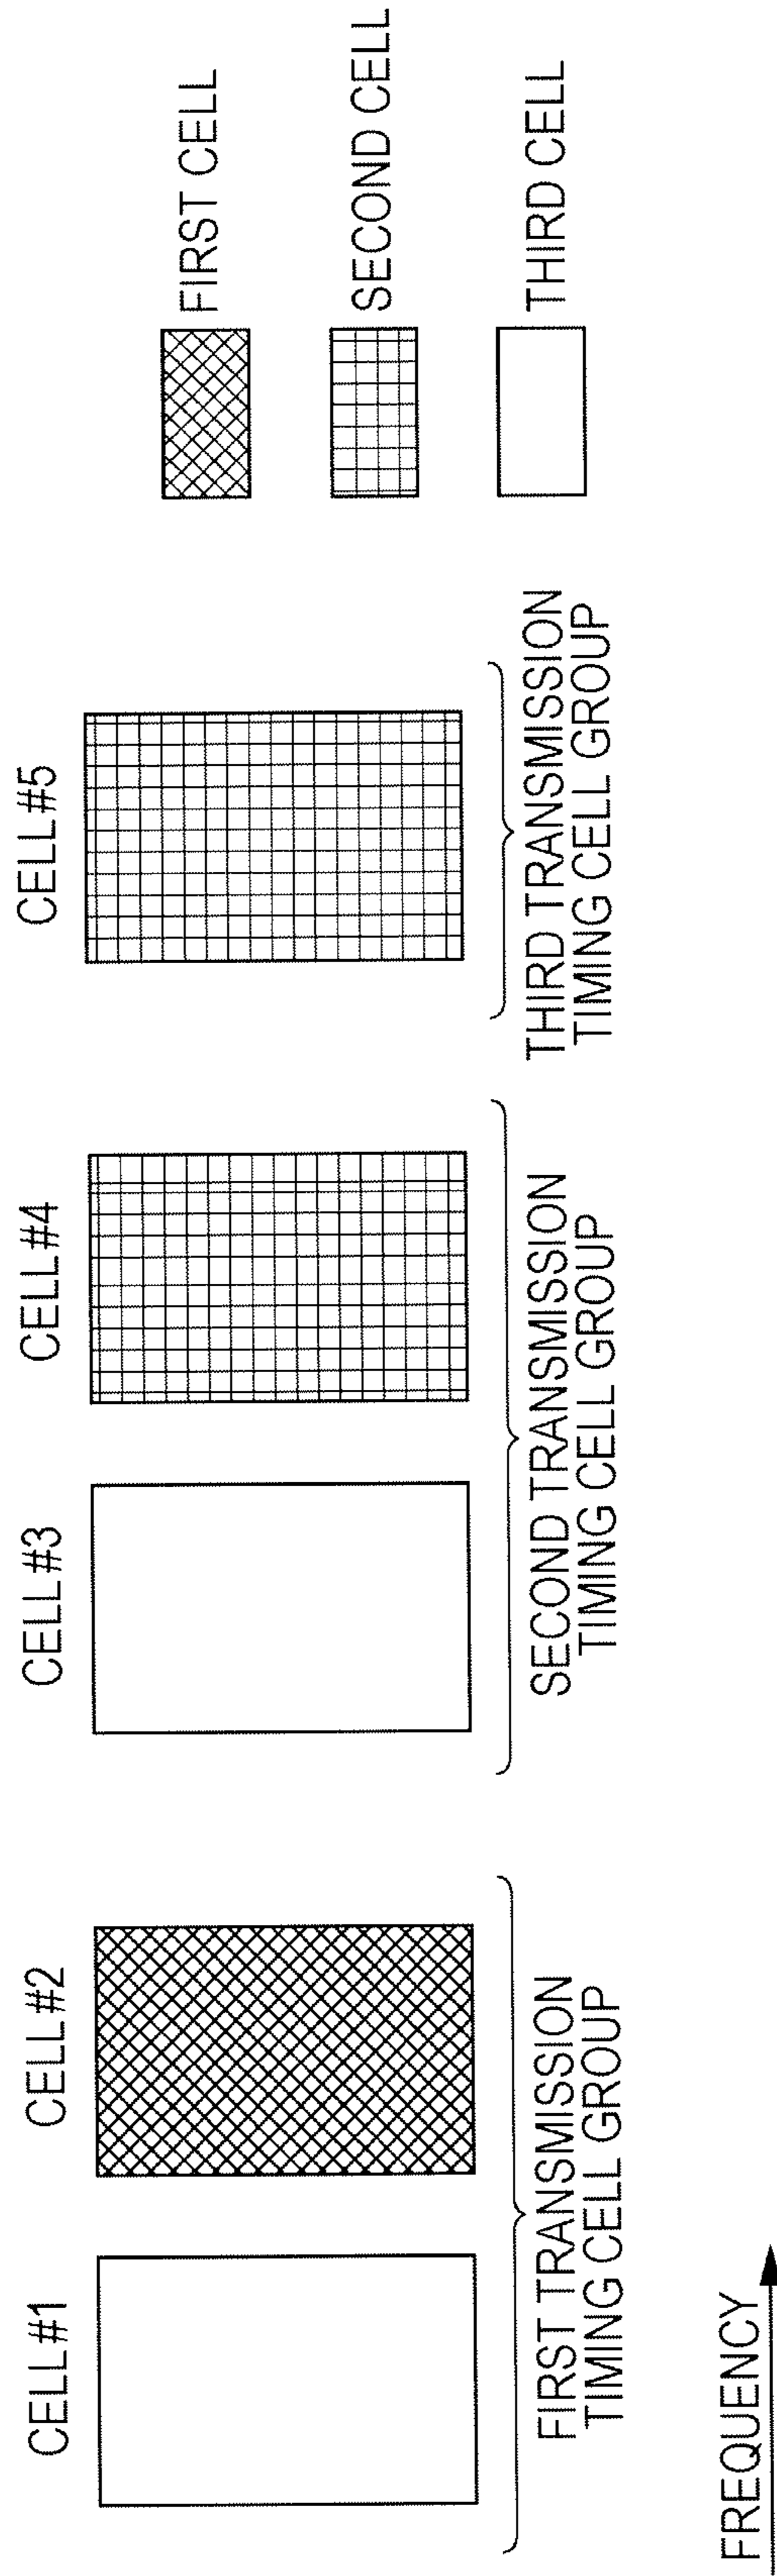 CELL#1
CELL#2
CELL#3
CELL#4
CELL#5
FIRST TRANSMISSION
TIMING CELL GROUP
SECOND TRANSMISSION
TIMING CELL GROUP
THIRD TRANSMISSION
TIMING CELL GROUP
FIRST CELL
SECOND CELL
THIRD CELL
FREQUENCY